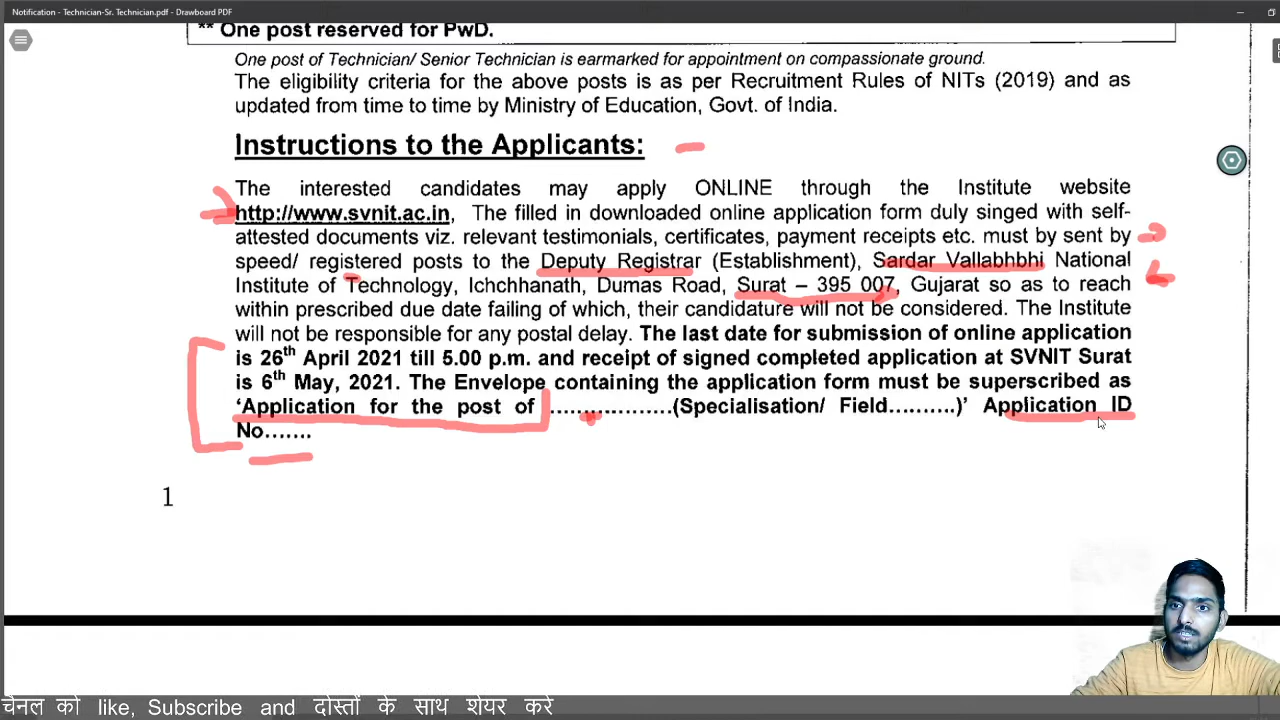 Notification - Technician-Sr. Technician.pdf - Drawboard PDF
** One post reserved for PwD.
One post of Technician/ Senior Technician is earmarked for appointment on compassionate ground.
The eligibility criteria for the above posts is as per Recruitment Rules of NITs (2019) and as
updated from time to time by Ministry of Education, Govt. of India.
Instructions to the Applicants:
The interested candidates may apply ONLINE through the Institute website
http://www.svnit.ac.in, The filled in downloaded online application form duly singed with self-
attested documents viz. relevant testimonials, certificates, payment receipts etc. must by sent by
speed/ registered posts to the Deputy Registrar (Establishment), Sardar Vallabhbhi National
Institute of Technology, Ichchhanath, Dumas Road, Surat – 395 007, Gujarat so as to reach
within prescribed due date failing of which, their candidature will not be considered. The Institute
will not be responsible for any postal delay. The last date for submission of online application
is 26th April 2021 till 5.00 p.m. and receipt of signed completed application at SVNIT Surat
is 6th May, 2021. The Envelope containing the application form must be superscribed as
‘Application for the post of ……………..(Specialisation/ Field……….)’ Application ID
No…….
1
चैनल को like, Subscribe and दोस्तों के साथ शेयर करे